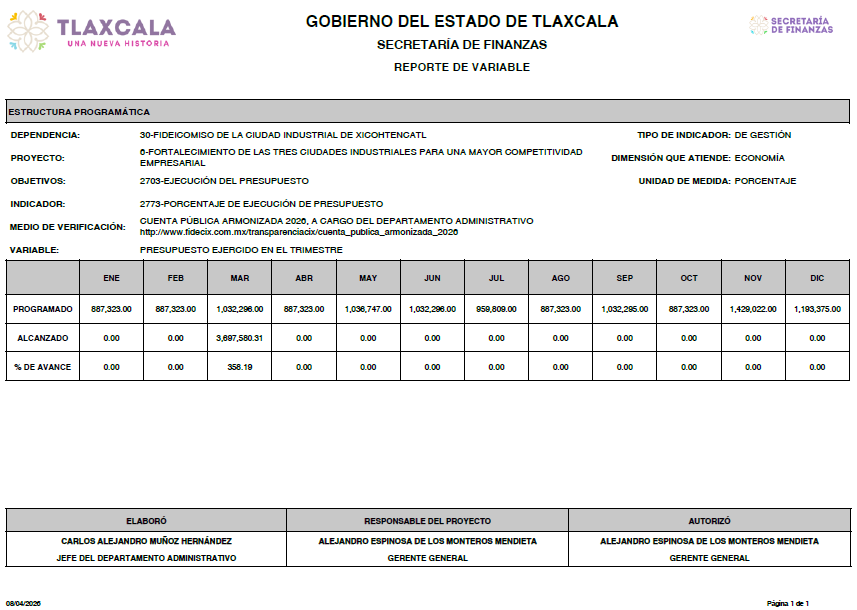 TLAXCALA
UNA NUEVA HISTORIA
GOBIERNO DEL ESTADO DE TLAXCALA
SECRETARÍA DE FINANZAS
REPORTE DE VARIABLE
SECRETARÍA
DE FINANZAS
ESTRUCTURA PROGRAMÁTICA
DEPENDENCIA: 30-FIDEICOMISO DE LA CIUDAD INDUSTRIAL DE XICOHTENCATL TIPO DE INDICADOR: DE GESTIÓN
PROYECTO: 6-FORTALECIMIENTO DE LAS TRES CIUDADES INDUSTRIALES PARA UNA MAYOR COMPETITIVIDAD
EMPRESARIAL DIMENSIÓN QUE ATIENDE: ECONOMÍA
OBJETIVOS: 2703-EJECUCIÓN DEL PRESUPUESTO UNIDAD DE MEDIDA: PORCENTAJE
INDICADOR: 2773-PORCENTAJE DE EJECUCIÓN DE PRESUPUESTO
MEDIO DE VERIFICACIÓN: CUENTA PÚBLICA ARMONIZADA 2026, A CARGO DEL DEPARTAMENTO ADMINISTRATIVO
http://www.fidecix.com.mx/transparenciacix/cuenta_publica_armonizada_2026
VARIABLE: PRESUPUESTO EJERCIDO EN EL TRIMESTRE
ENE FEB MAR ABR MAY JUN JUL AGO SEP OCT NOV DIC
PROGRAMADO 887,323.00 887,323.00 1,032,296.00 887,323.00 1,036,747.00 1,032,296.00 959,809.00 887,323.00 1,032,295.00 887,323.00 1,429,022.00 1,193,375.00
ALCANZADO 0.00 0.00 3,697,580.31 0.00 0.00 0.00 0.00 0.00 0.00 0.00 0.00 0.00
% DE AVANCE 0.00 0.00 358.19 0.00 0.00 0.00 0.00 0.00 0.00 0.00 0.00 0.00
ELABORÓ RESPONSABLE DEL PROYECTO AUTORIZÓ
CARLOS ALEJANDRO MUÑOZ HERNÁNDEZ ALEJANDRO ESPINOSA DE LOS MONTEROS MENDIETA ALEJANDRO ESPINOSA DE LOS MONTEROS MENDIETA
JEFE DEL DEPARTAMENTO ADMINISTRATIVO GERENTE GENERAL GERENTE GENERAL
08/04/2026 Página 1 de 1